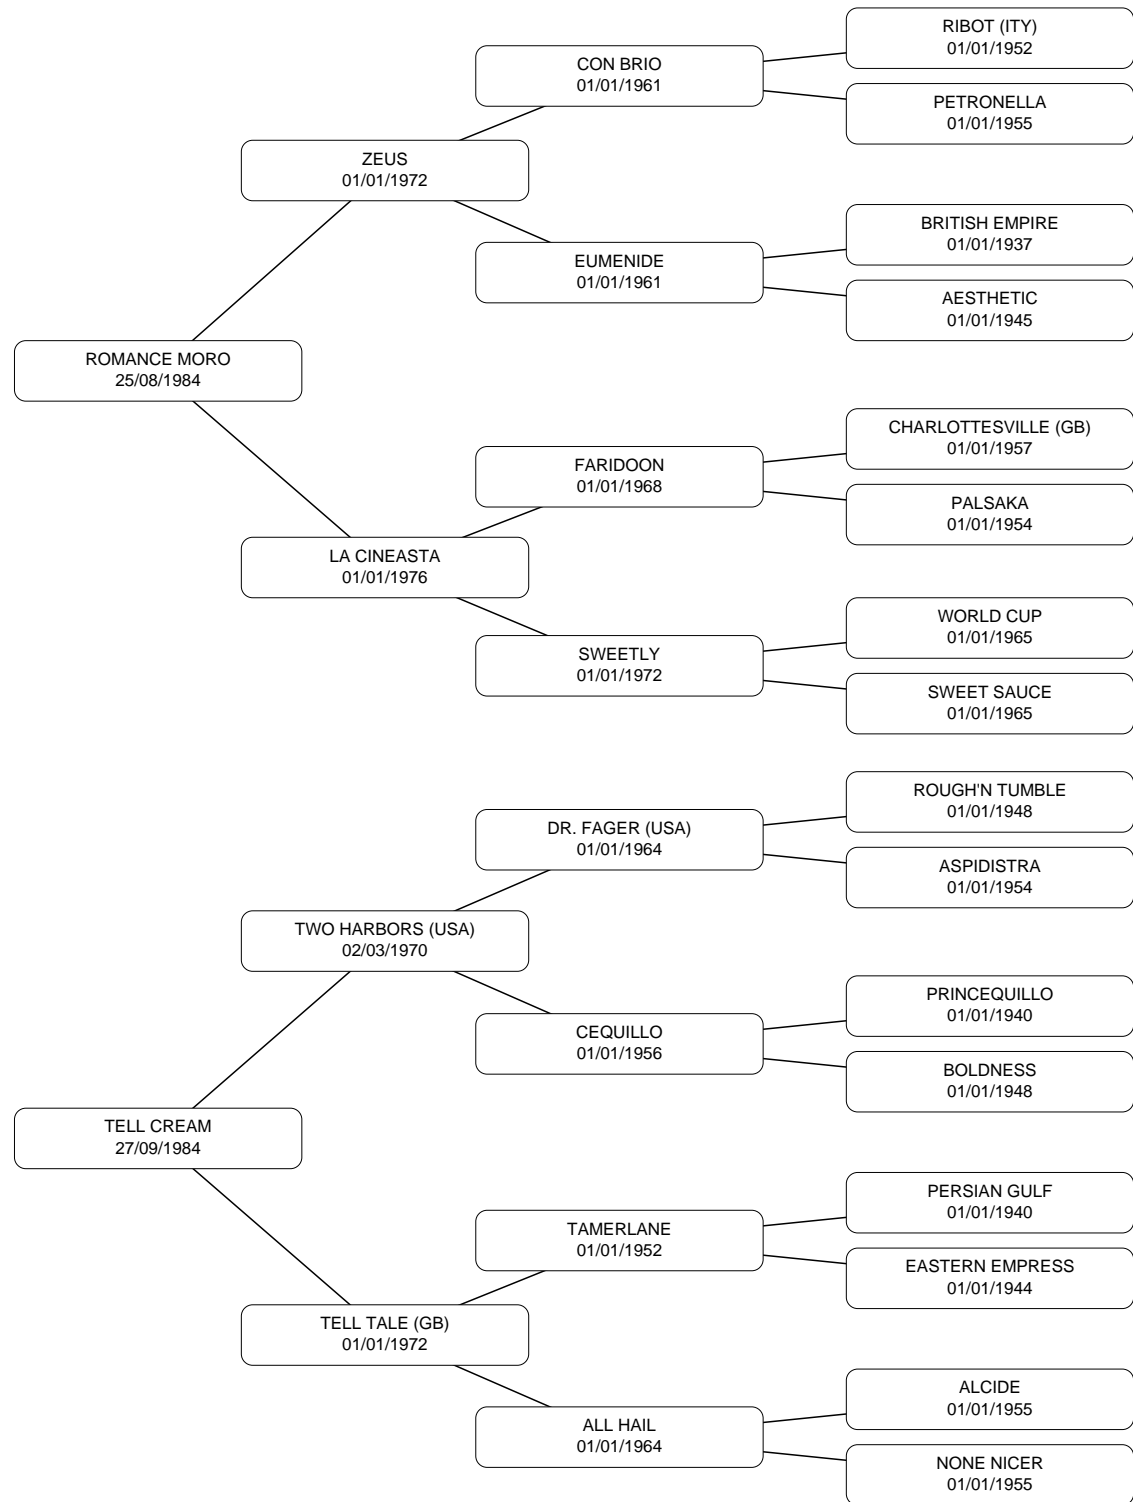 RIBOT (ITY)
01/01/1952
CON BRIO
01/01/1961
PETRONELLA
01/01/1955
ZEUS
01/01/1972
BRITISH EMPIRE
01/01/1937
EUMENIDE
01/01/1961
AESTHETIC
01/01/1945
ROMANCE MORO
25/08/1984
CHARLOTTESVILLE (GB)
01/01/1957
FARIDOON
01/01/1968
PALSAKA
01/01/1954
LA CINEASTA
01/01/1976
WORLD CUP
01/01/1965
SWEETLY
01/01/1972
SWEET SAUCE
01/01/1965
ROUGH'N TUMBLE
01/01/1948
DR. FAGER (USA)
01/01/1964
ASPIDISTRA
01/01/1954
TWO HARBORS (USA)
02/03/1970
PRINCEQUILLO
01/01/1940
CEQUILLO
01/01/1956
BOLDNESS
01/01/1948
TELL CREAM
27/09/1984
PERSIAN GULF
01/01/1940
TAMERLANE
01/01/1952
EASTERN EMPRESS
01/01/1944
TELL TALE (GB)
01/01/1972
ALCIDE
01/01/1955
ALL HAIL
01/01/1964
NONE NICER
01/01/1955